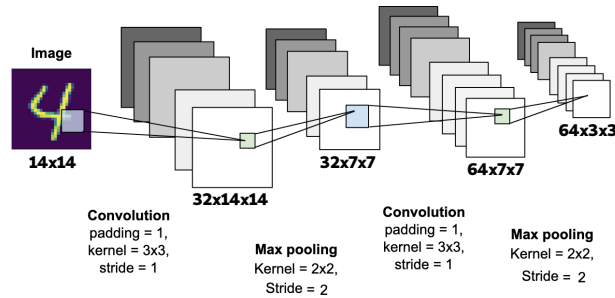 Image
14x14
32x14x14
32x7x7
64x7x7
64x3x3
Convolution
padding = 1,
kernel = 3x3,
stride = 1
Max pooling
Kernel = 2x2,
Stride = 2
Convolution
padding = 1,
kernel = 3x3,
stride = 1
Max pooling
Kernel = 2x2,
Stride = 2